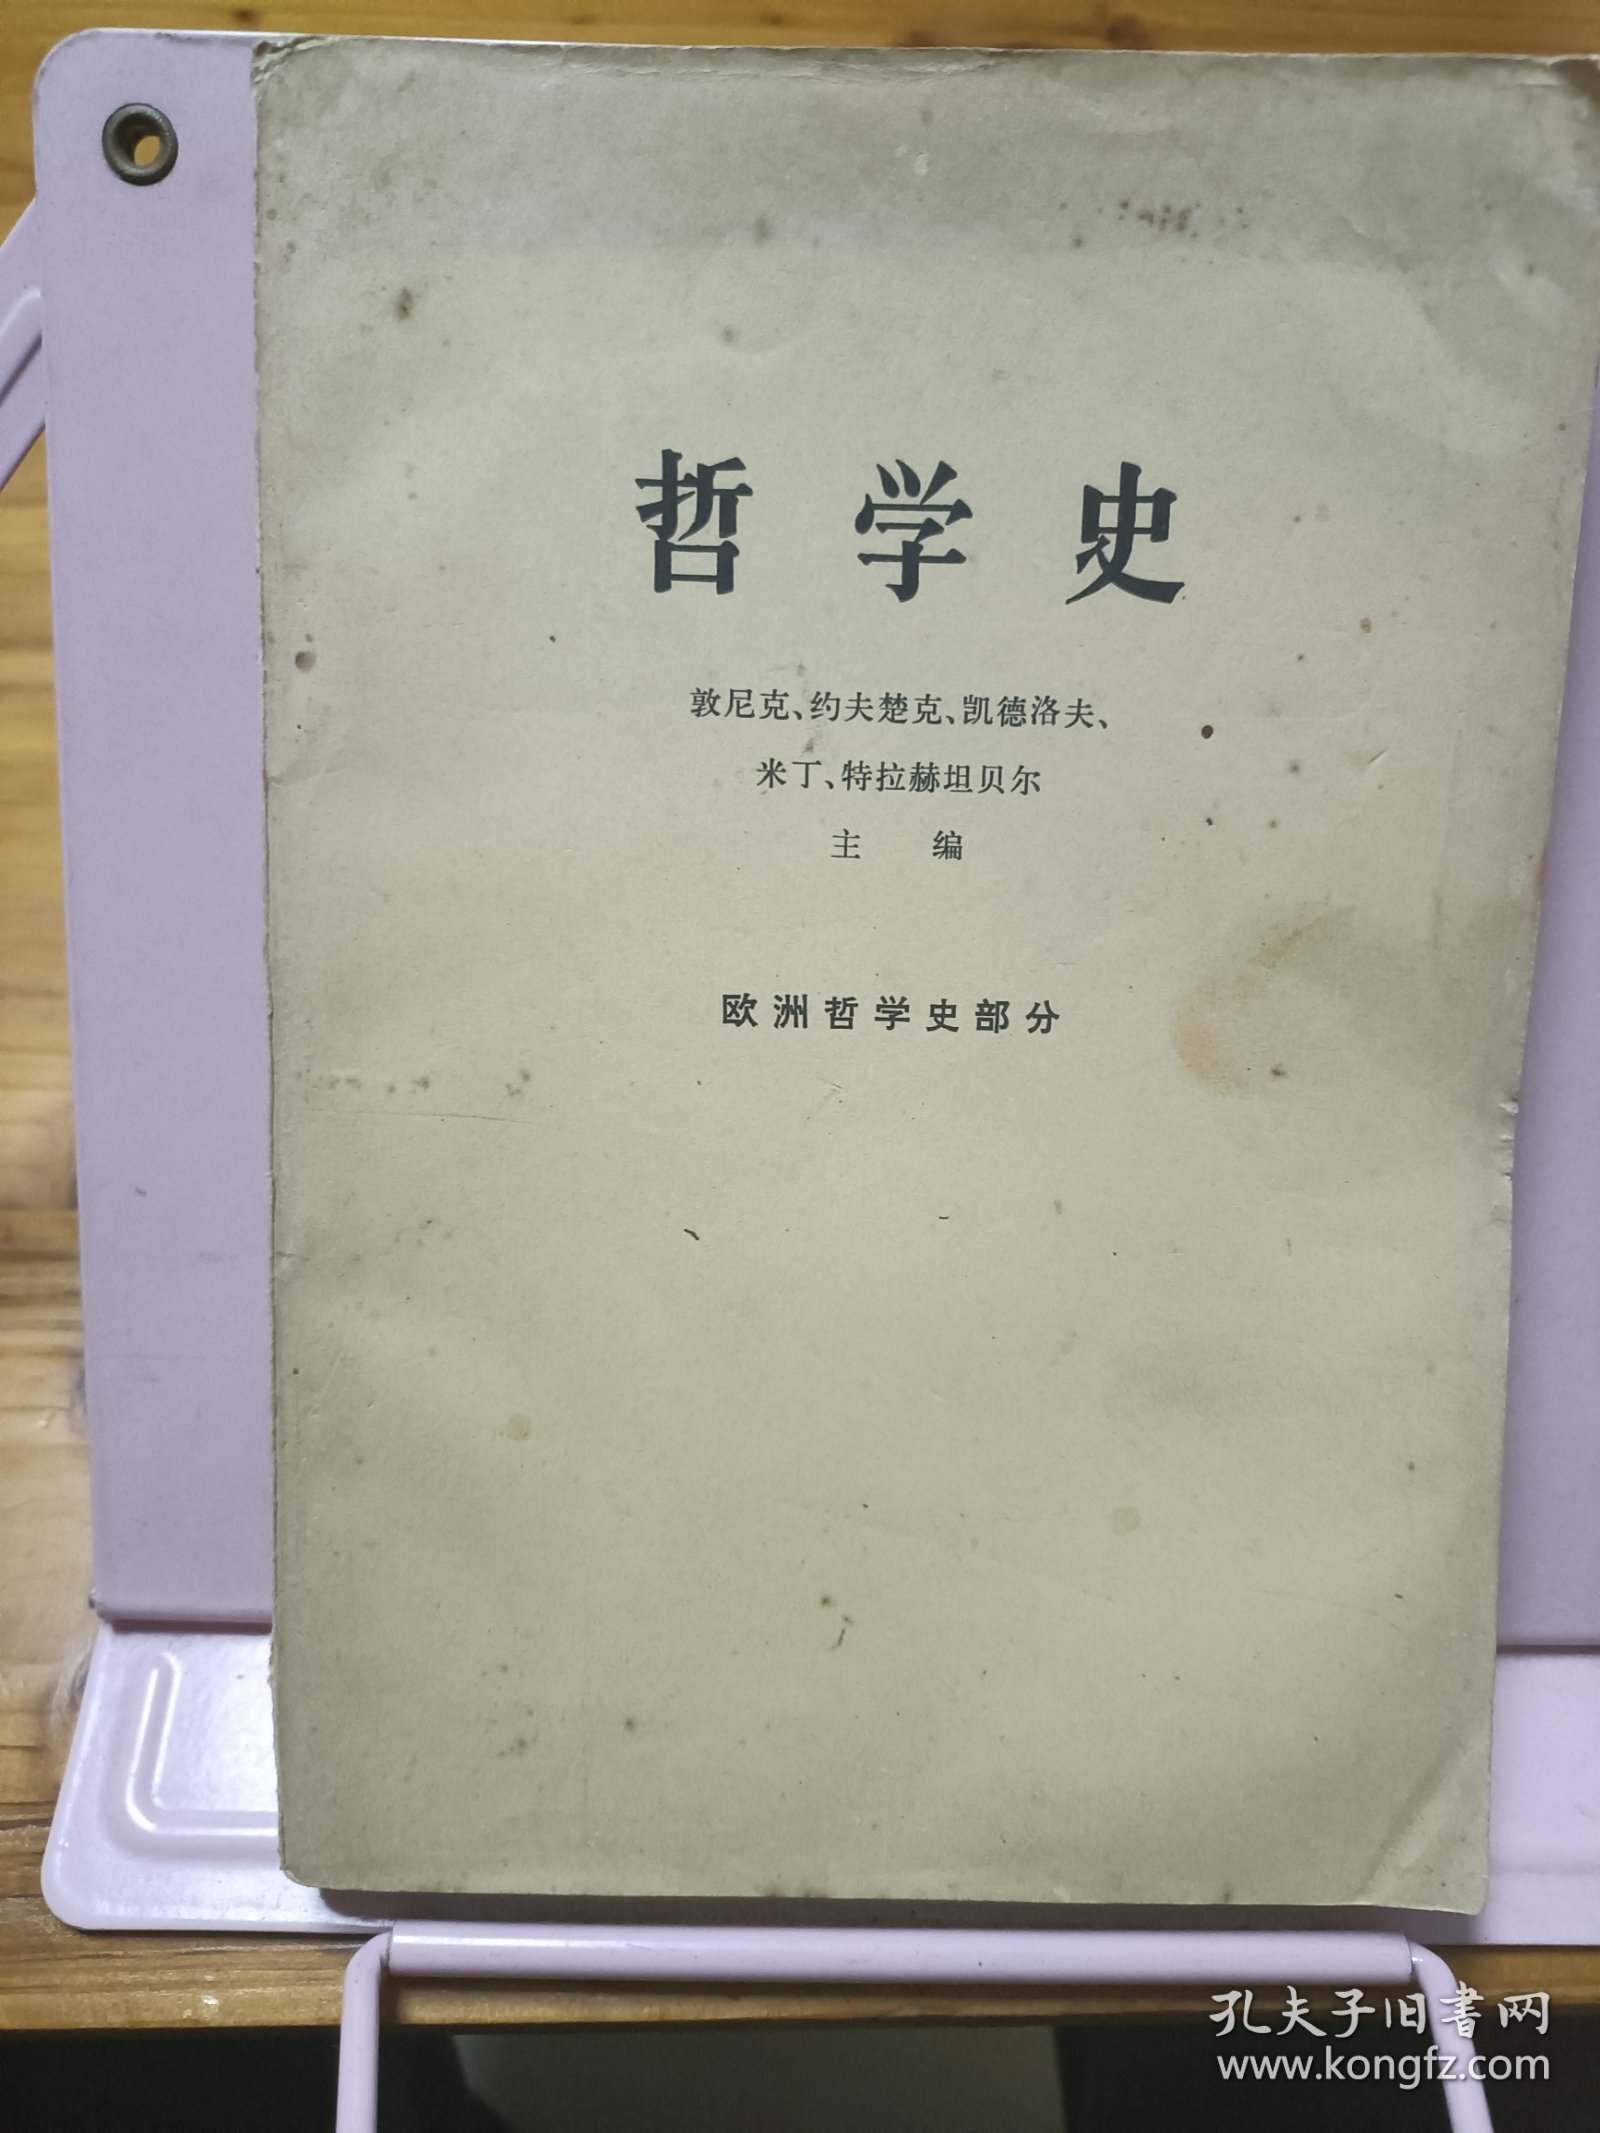 哲学史
敦尼克、约夫楚克、凯德洛夫、
米丁、特拉赫坦贝尔
主编
欧洲哲学史部分
孔夫子旧书网
www.kongfz.com